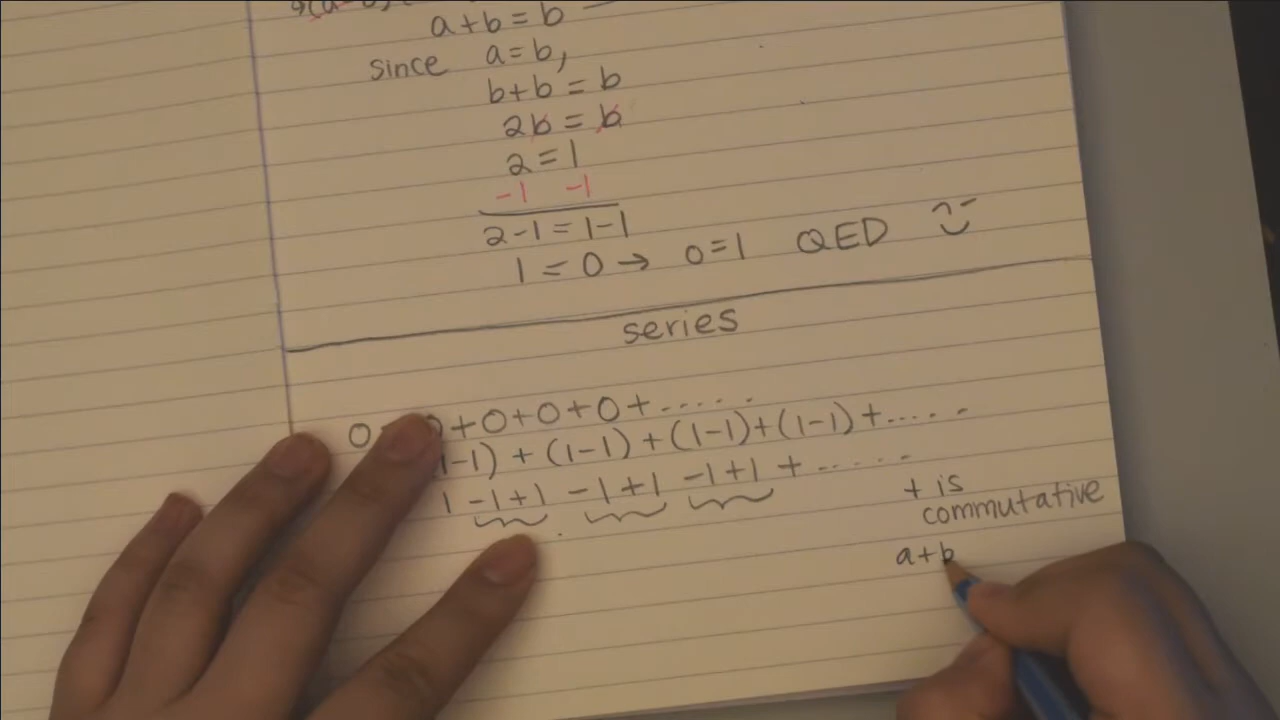 a+b=b
since a=b,
b+b=b
2b=b
2=1
-1 -1
2-1=1-1
1=0→ 0=1 QED
series
0 +0+0+0+.....
1-1)+(1-1)+(1-1)+(1-1)+.....
1-1+1-1+1-1+1+.....
+ is
commutative
a+b